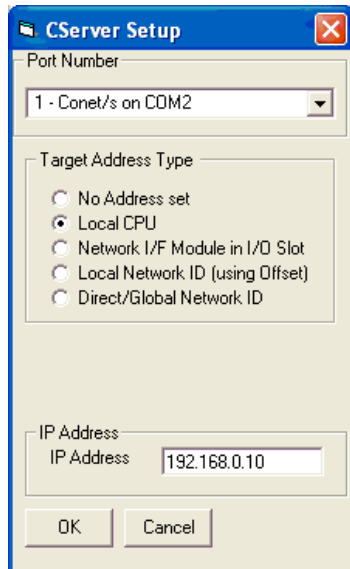 CServer Setup
Port Number
1 - Conet/s on COM2
Target Address Type
No Address set
Local CPU
Network I/F Module in I/O Slot
Local Network ID (using Offset)
Direct/Global Network ID
IP Address
IP Address 192.168.0.10
OK Cancel